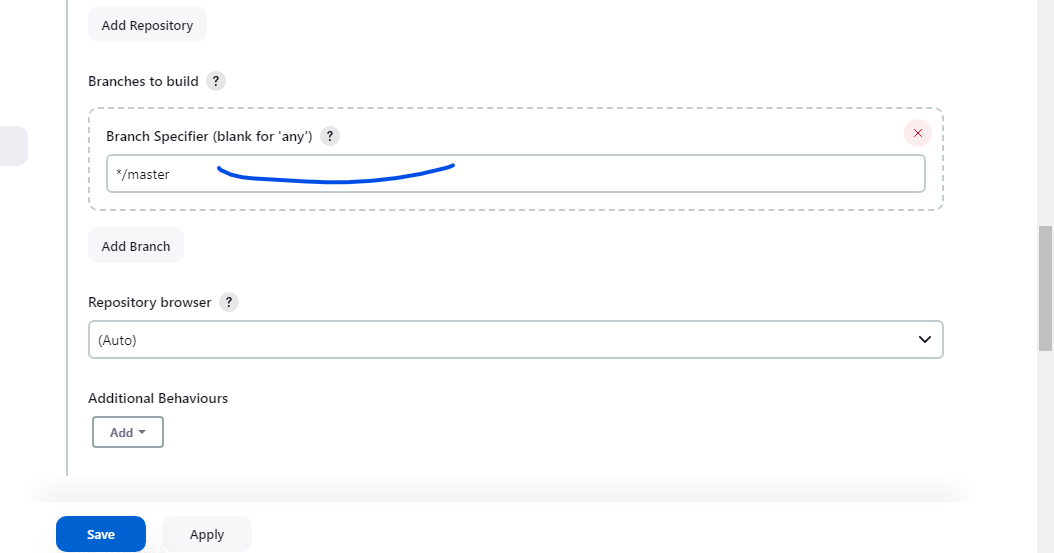 Add Repository
Branches to build ?
Branch Specifier (blank for 'any') ?
*/master
Add Branch
Repository browser ?
(Auto)
Additional Behaviours
Add
Save
Apply